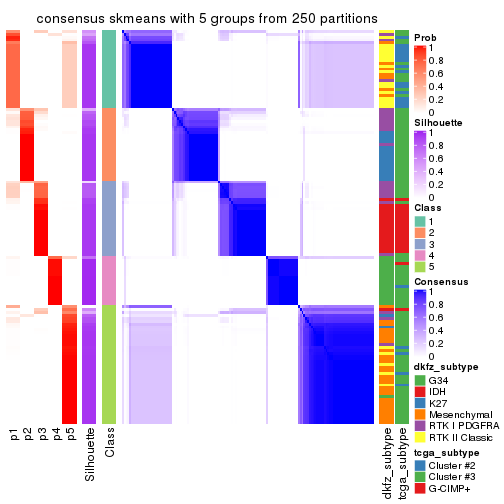 consensus skmeans with 5 groups from 250 partitions
p1
p2
p3
p4
p5
Silhouette
Class
dkfz_subtype
tcga_subtype
Prob
1
0.8
0.6
0.4
0.2
0
Silhouette
1
0.8
0.6
0.4
0.2
0
Class
1
2
3
4
5
Consensus
1
0.8
0.6
0.4
0.2
0
dkfz_subtype
G34
IDH
K27
Mesenchymal
RTK I PDGFRA
RTK II Classic
tcga_subtype
Cluster #2
Cluster #3
G-CIMP+